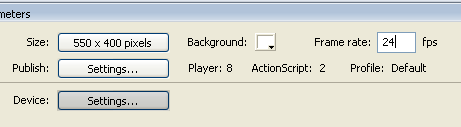 meters
Size: 550 x 400 pixels Background: Frame rate: 24 fps
Publish: Settings... Player: 8 ActionScript: 2 Profile: Default
Device: Settings...